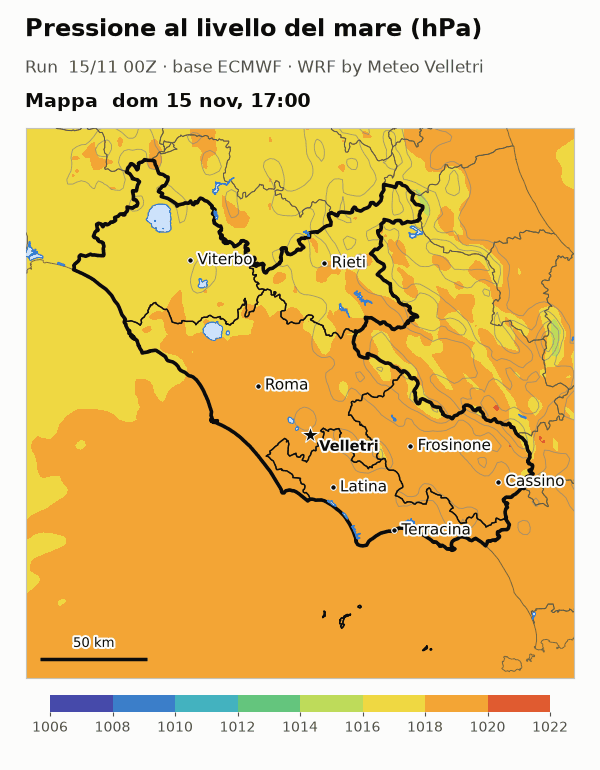 Pressione al livello del mare (hPa)
Run  15/11 00Z · base ECMWF · WRF by Meteo Velletri
Mappa  dom 15 nov, 17:00
Viterbo
Rieti
Roma
Velletri
Frosinone
Cassino
Latina
Terracina
50 km
1006 1008 1010 1012 1014 1016 1018 1020 1022